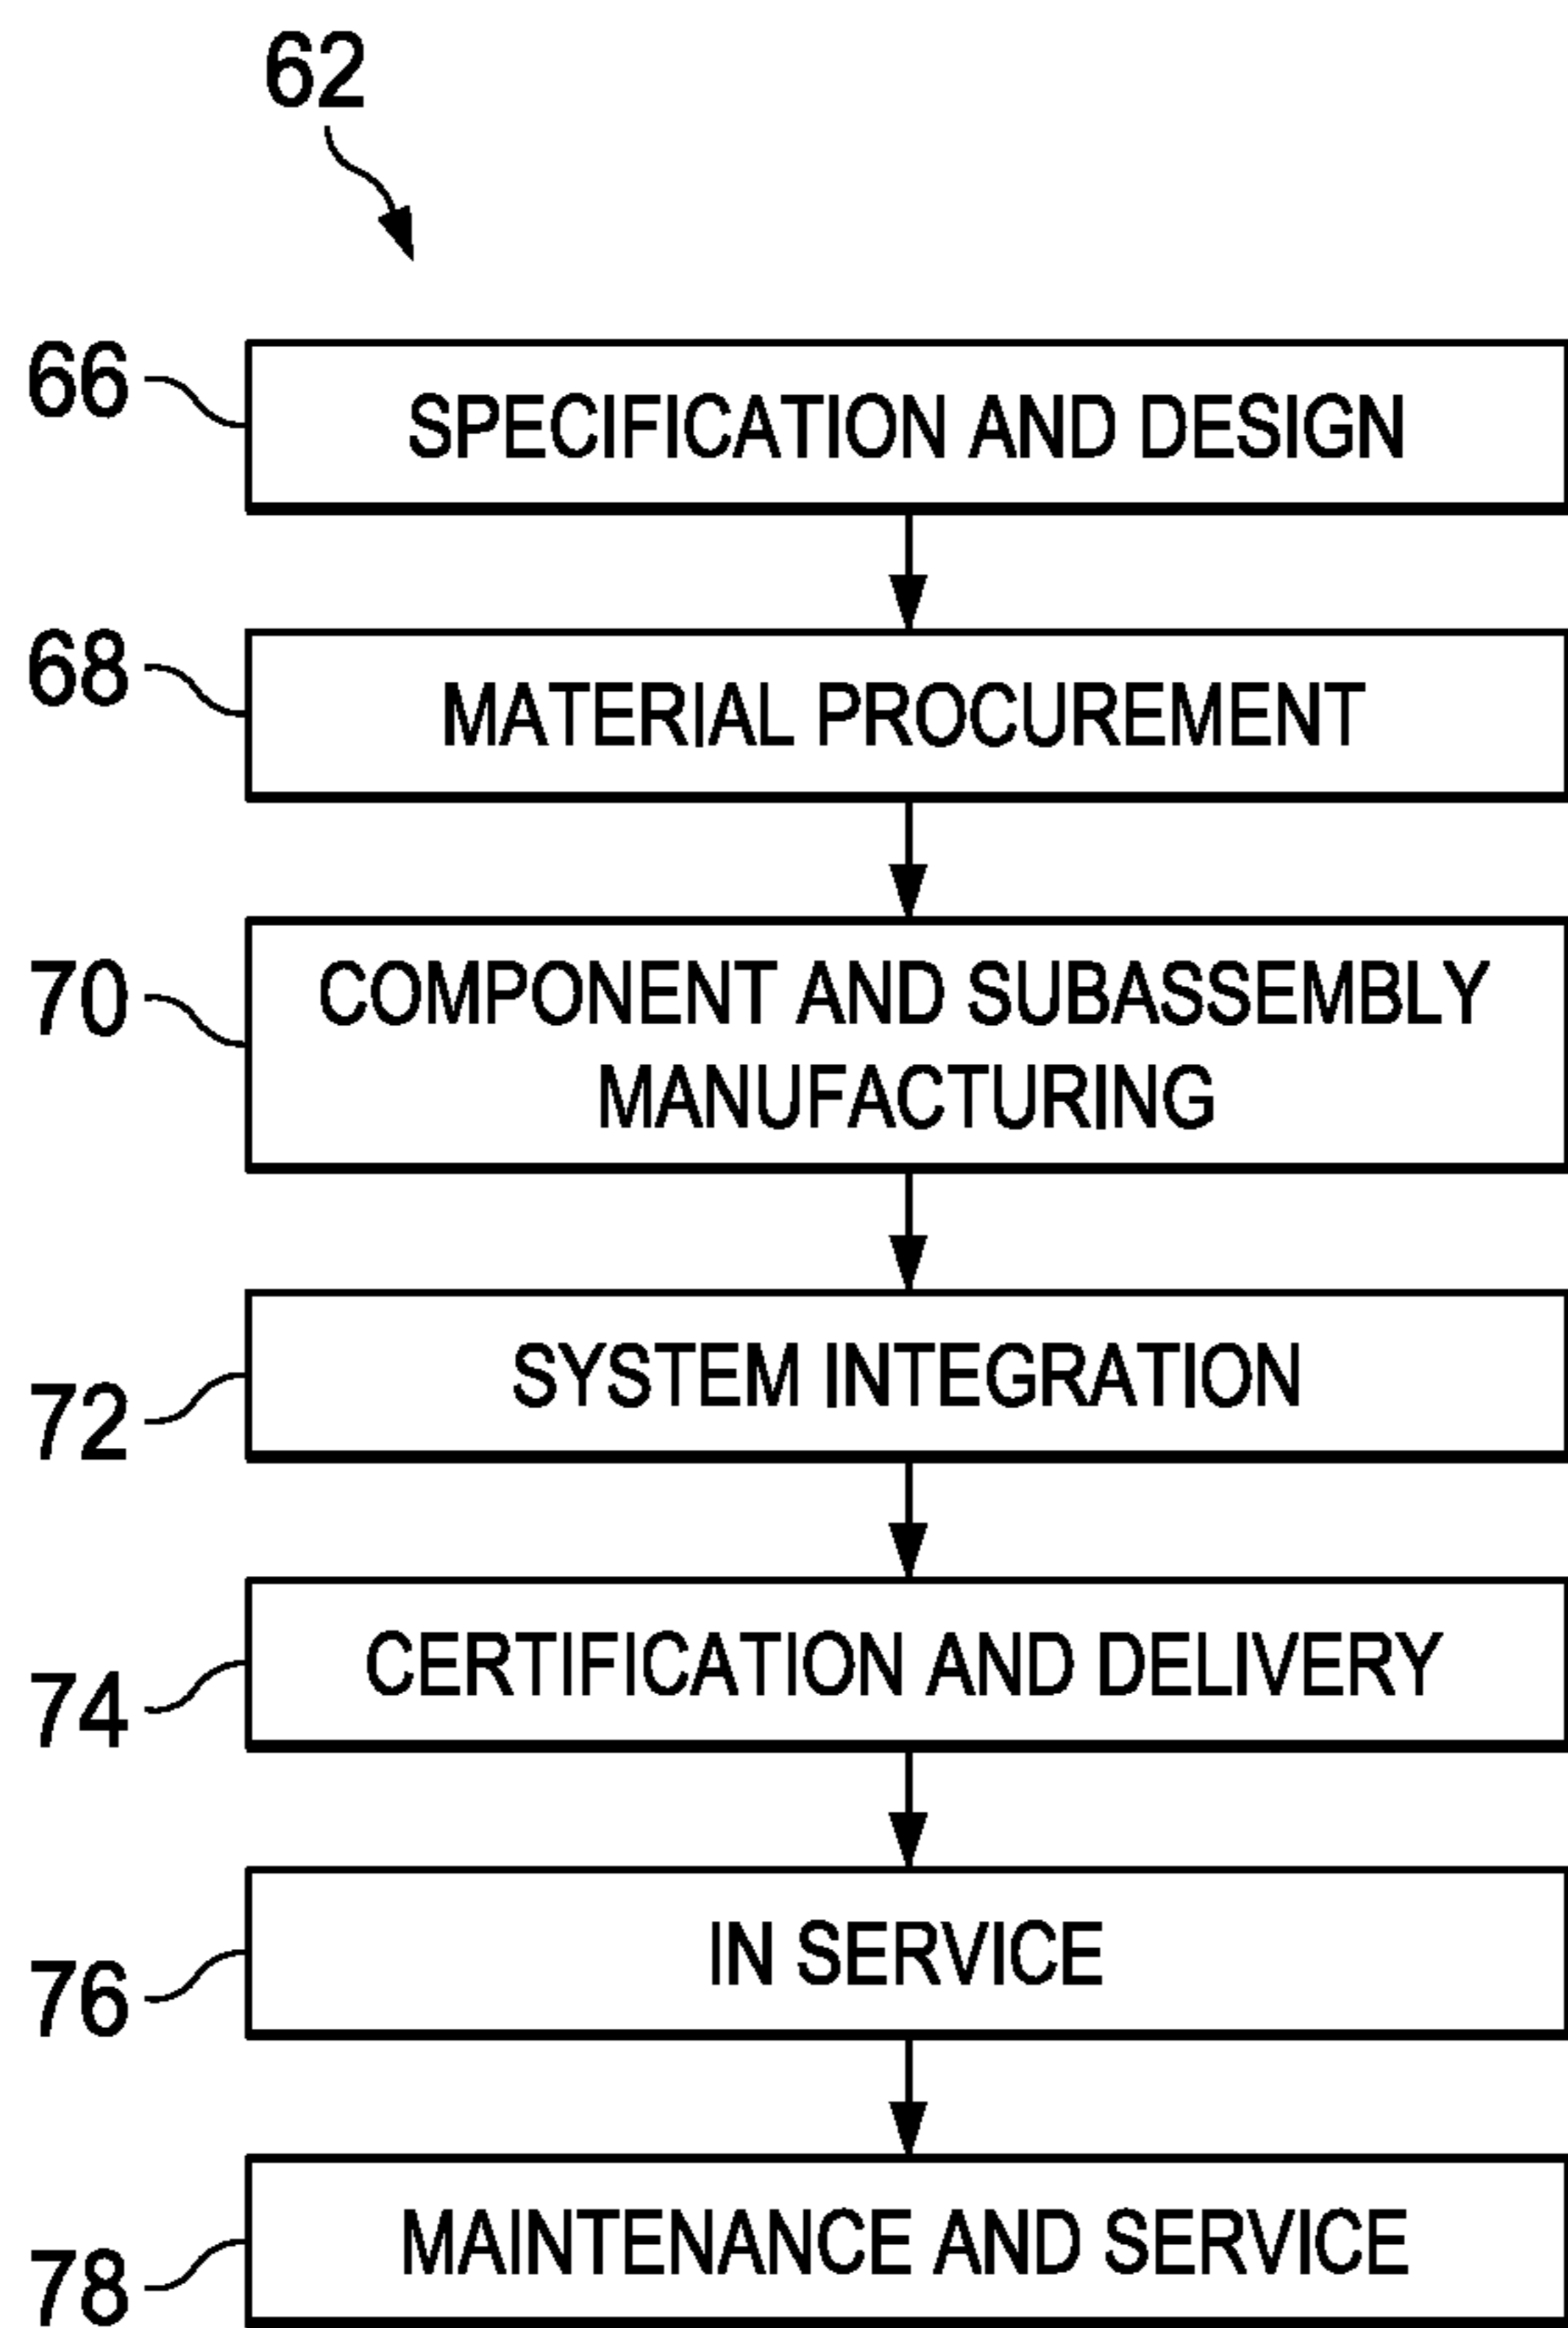 62
66
SPECIFICATION AND DESIGN
68
MATERIAL PROCUREMENT
70
COMPONENT AND SUBASSEMBLY
MANUFACTURING
72
SYSTEM INTEGRATION
74
CERTIFICATION AND DELIVERY
76
IN SERVICE
78
MAINTENANCE AND SERVICE